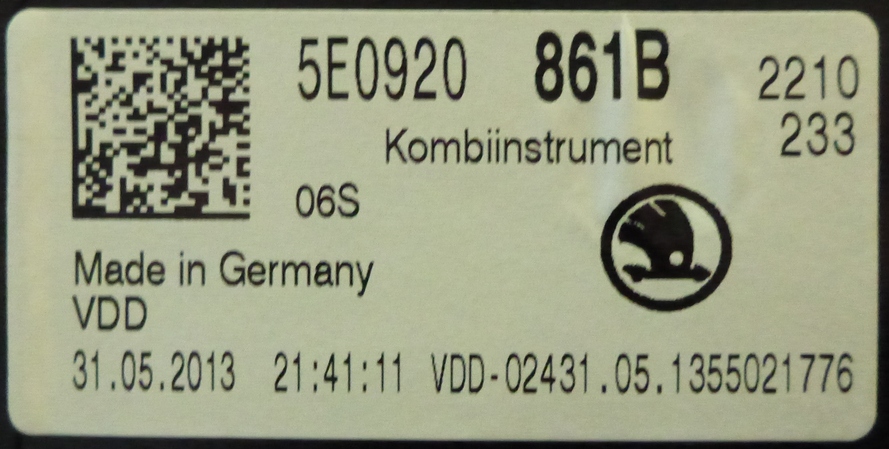 5E0920 861B 2210
Kombiinstrument 233
06S
Made in Germany
VDD
31.05.2013 21:41:11 VDD-02431.05.1355021776